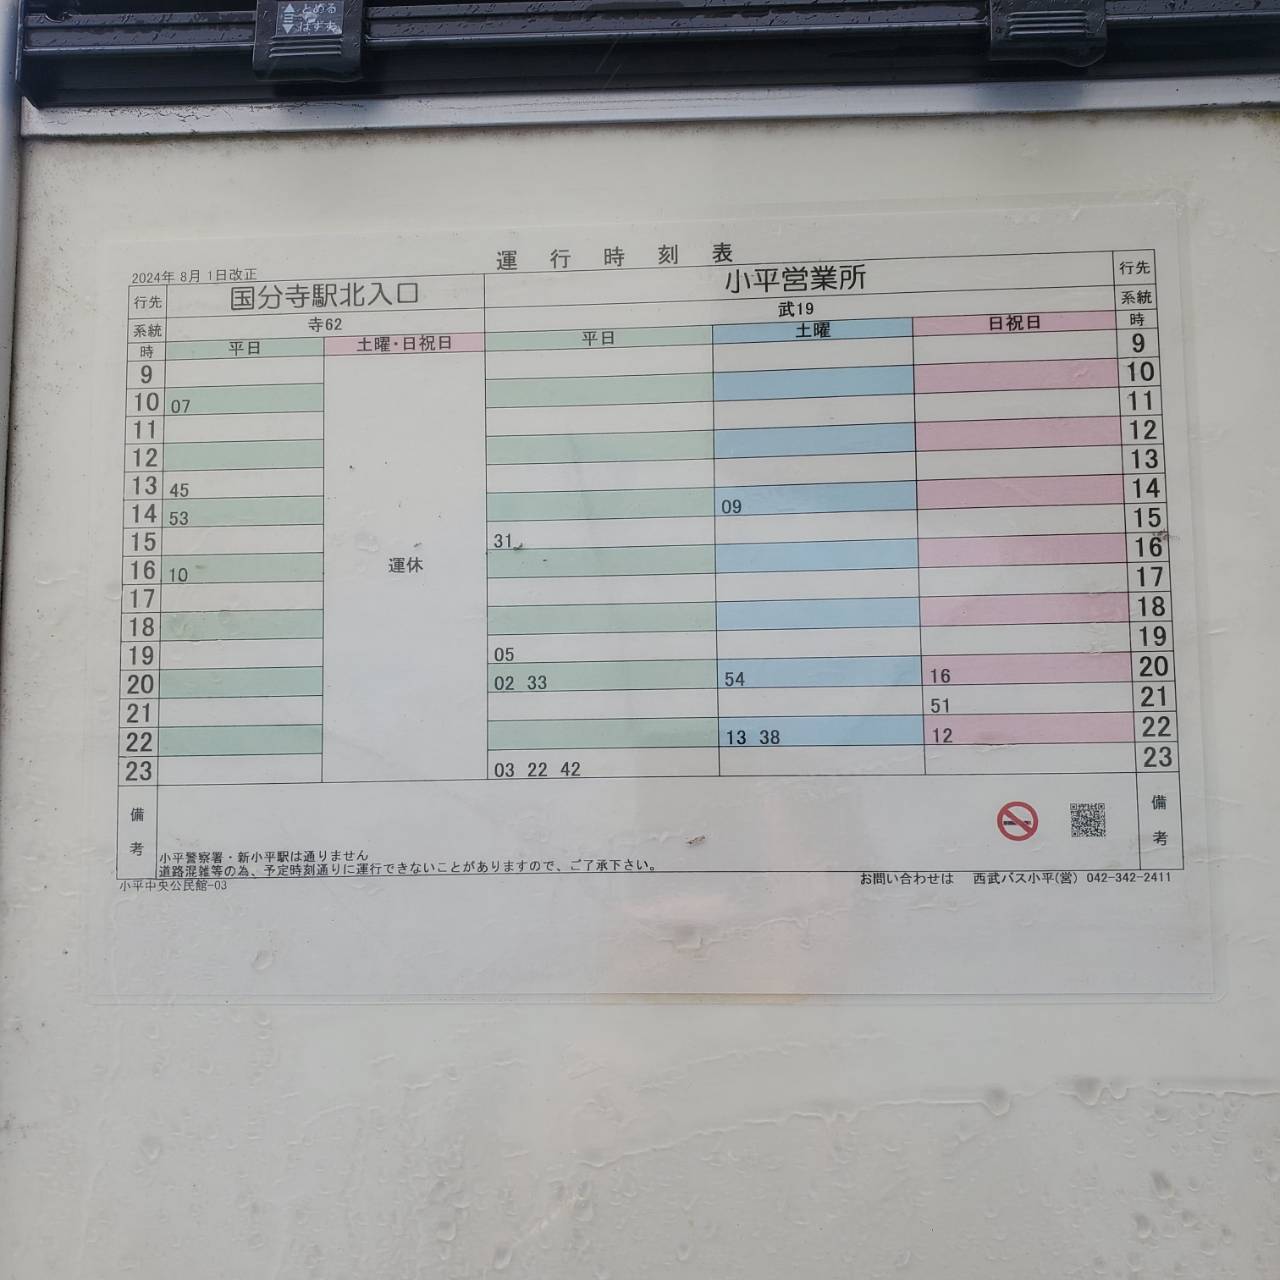 とめる
はずす
運行時刻表
2024年 8月 1日改正
行先 国分寺駅北入口 小平営業所 行先
系統 寺62 武19 系統
時 平日 土曜・日祝日 平日 土曜 日祝日 時
9 9
10 07 10
11 11
12 12
13 45 13
14 53 09 14
15 31 15
運休
16 10 16
17 17
18 18
19 05 19
20 02 33 54 16 20
21 51 21
22 13 38 12 22
23 03 22 42 23
備考 備考
小平警察署・新小平駅は通りません
道路混雑等の為、予定時刻通りに運行できないことがありますので、ご了承下さい。
小平中央公民館-03 お問い合わせは 西武バス小平(営) 042-342-2411